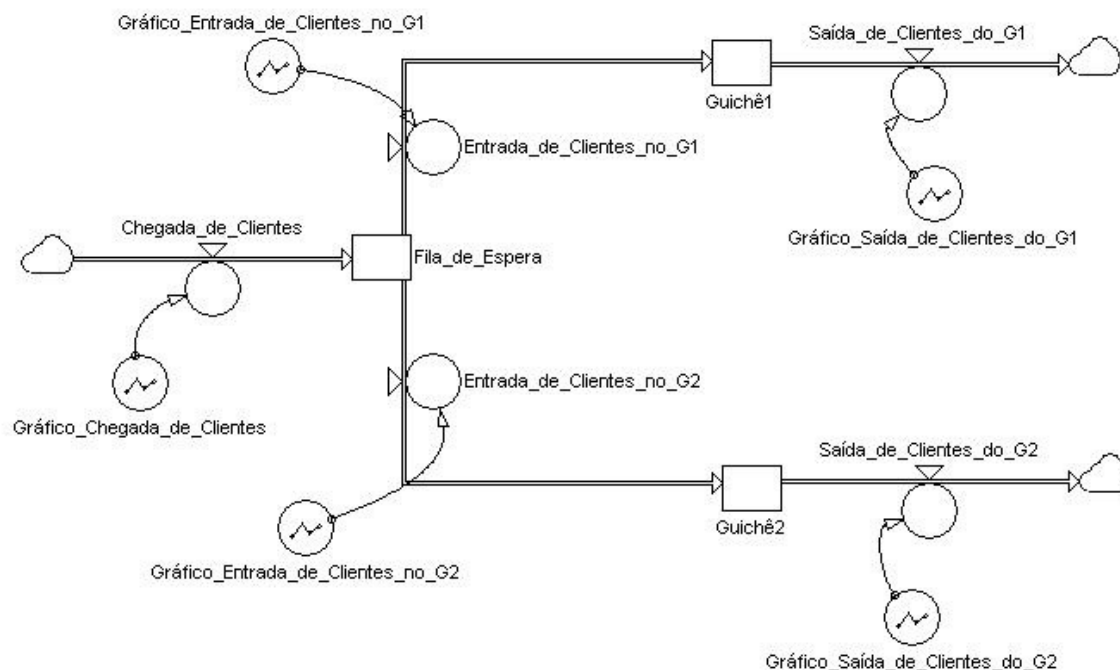 Gráfico_Entrada_de_Clientes_no_G1
Saída_de_Clientes_do_G1
Guichê1
Entrada_de_Clientes_no_G1
Chegada_de_Clientes
Gráfico_Saída_de_Clientes_do_G1
Fila_de_Espera
Entrada_de_Clientes_no_G2
Gráfico_Chegada_de_Clientes
Saída_de_Clientes_do_G2
Guichê2
Gráfico_Entrada_de_Clientes_no_G2
Gráfico_Saída_de_Clientes_do_G2